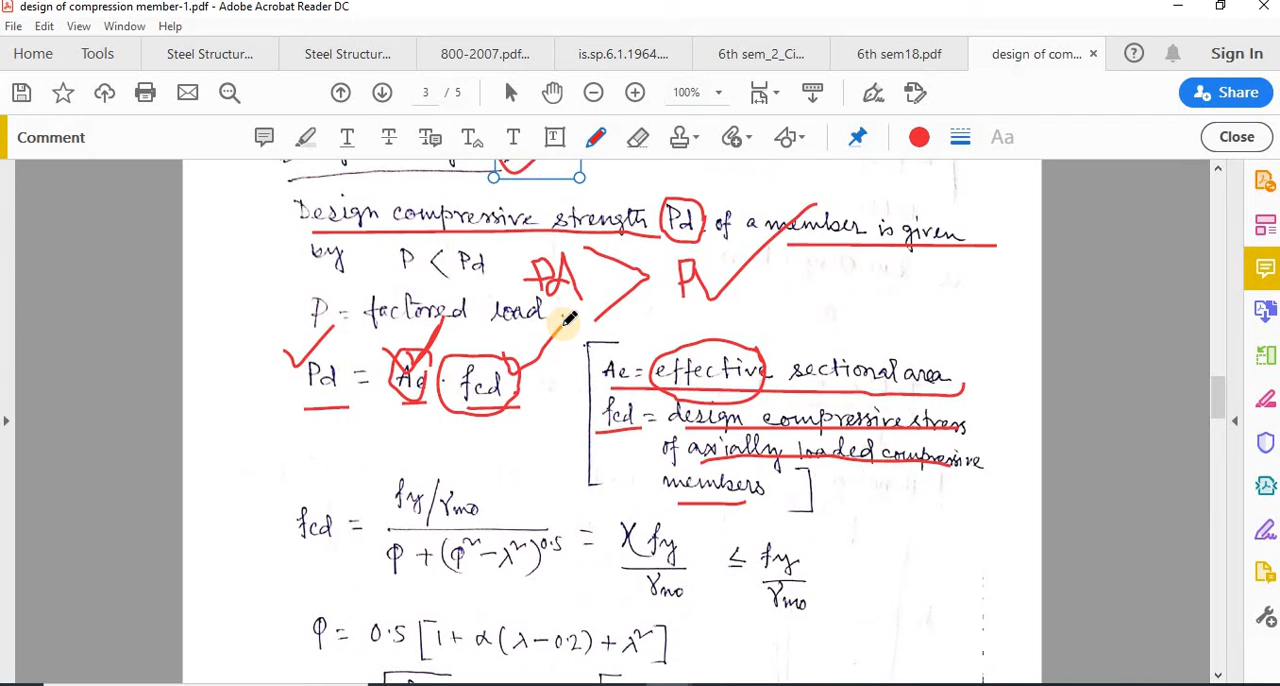 design of compression member-1.pdf - Adobe Acrobat Reader DC
File Edit View Window Help
Home Tools Steel Structur... Steel Structur... 800-2007.pdf... is.sp.6.1.1964.... 6th sem_2_Ci... 6th sem18.pdf design of com... × Sign In
3 / 5 100% Share
Comment Aa Close
Design compressive strength Pd of a member is given
by P < Pd Pd > P
P = factored load
Pd = Ae · fcd [ Ae = effective sectional area
fcd = design compressive stress
of axially loaded compressive
members ]
fcd = fy/γmo / φ + (φ² - λ²)^0.5 = χ fy / γmo ≤ fy / γmo
φ = 0.5 [1 + α (λ - 0.2) + λ²]